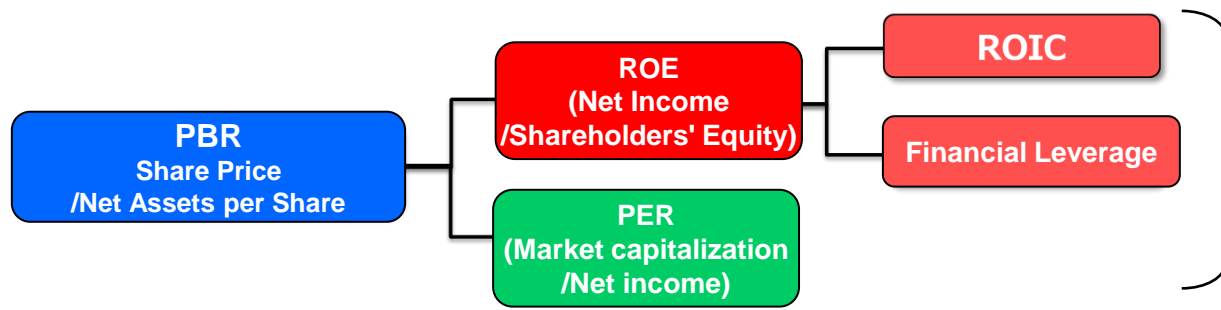 PBR
Share Price
/Net Assets per Share
ROE
(Net Income
/Shareholders' Equity)
PER
(Market capitalization
/Net income)
ROIC
Financial Leverage